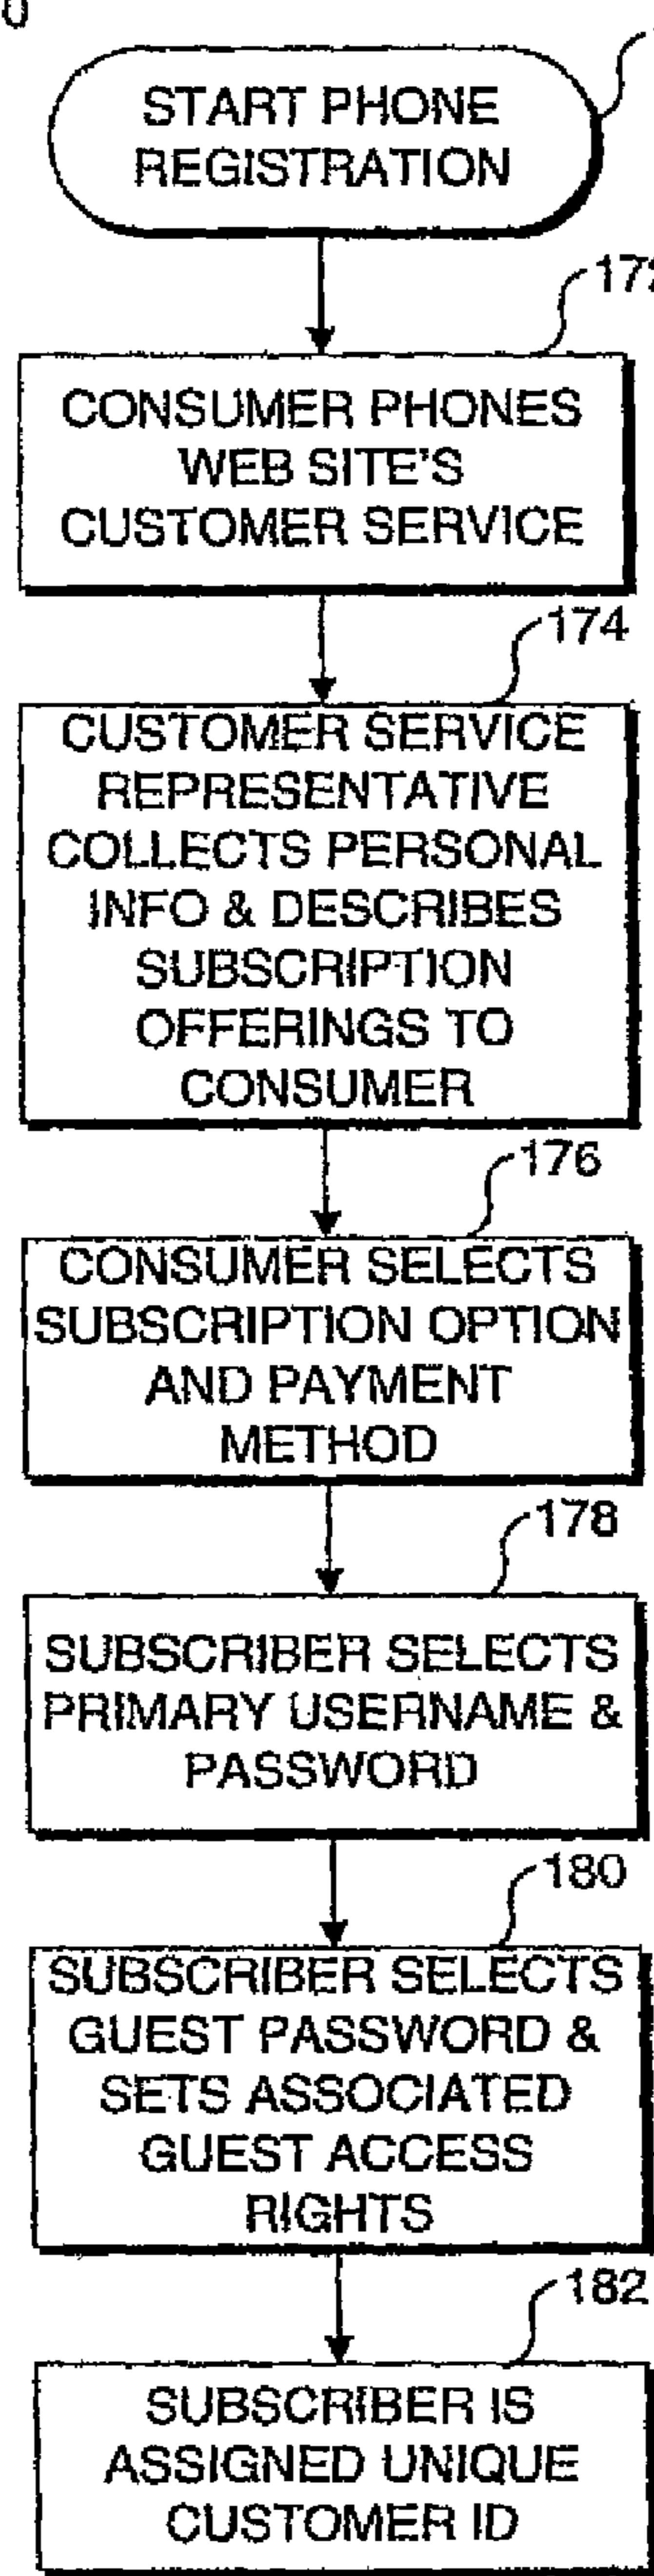 0
START PHONE
REGISTRATION
172
CONSUMER PHONES
WEB SITE'S
CUSTOMER SERVICE
174
CUSTOMER SERVICE
REPRESENTATIVE
COLLECTS PERSONAL
INFO & DESCRIBES
SUBSCRIPTION
OFFERINGS TO
CONSUMER
176
CONSUMER SELECTS
SUBSCRIPTION OPTION
AND PAYMENT
METHOD
178
SUBSCRIBER SELECTS
PRIMARY USERNAME &
PASSWORD
180
SUBSCRIBER SELECTS
GUEST PASSWORD &
SETS ASSOCIATED
GUEST ACCESS
RIGHTS
182
SUBSCRIBER IS
ASSIGNED UNIQUE
CUSTOMER ID